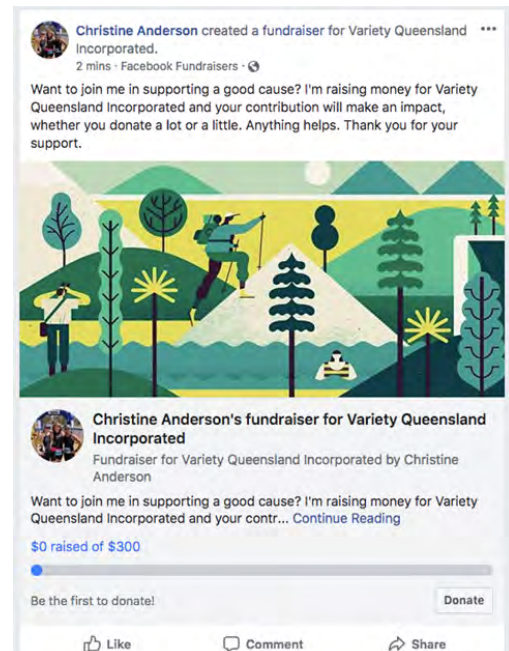 Christine Anderson created a fundraiser for Variety Queensland
Incorporated.
2 mins · Facebook Fundraisers ·
Want to join me in supporting a good cause? I'm raising money for Variety
Queensland Incorporated and your contribution will make an impact,
whether you donate a lot or a little. Anything helps. Thank you for your
support.
Christine Anderson's fundraiser for Variety Queensland
Incorporated
Fundraiser for Variety Queensland Incorporated by Christine
Anderson
Want to join me in supporting a good cause? I'm raising money for Variety
Queensland Incorporated and your contr... Continue Reading
$0 raised of $300
Be the first to donate!
Donate
Like
Comment
Share